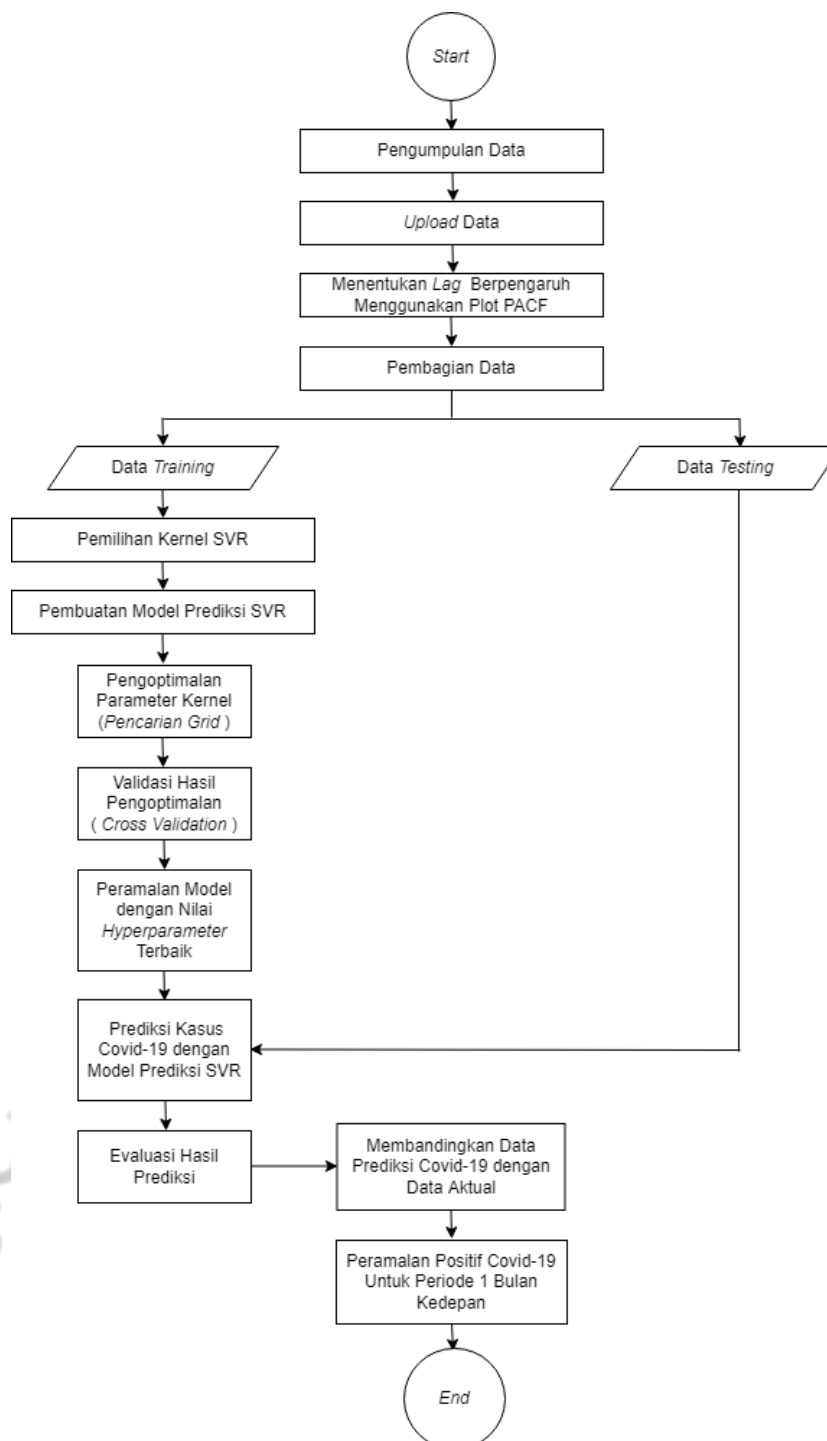 Start
Pengumpulan Data
Upload Data
Menentukan Lag Berpengaruh
Menggunakan Plot PACF
Pembagian Data
Data Training
Data Testing
Pemilihan Kernel SVR
Pembuatan Model Prediksi SVR
Pengoptimalan
Parameter Kernel
(Pencarian Grid )
Validasi Hasil
Pengoptimalan
( Cross Validation )
Peramalan Model
dengan Nilai
Hyperparameter
Terbaik
Prediksi Kasus
Covid-19 dengan
Model Prediksi SVR
Evaluasi Hasil
Prediksi
Membandingkan Data
Prediksi Covid-19 dengan
Data Aktual
Peramalan Positif Covid-19
Untuk Periode 1 Bulan
Kedepan
End